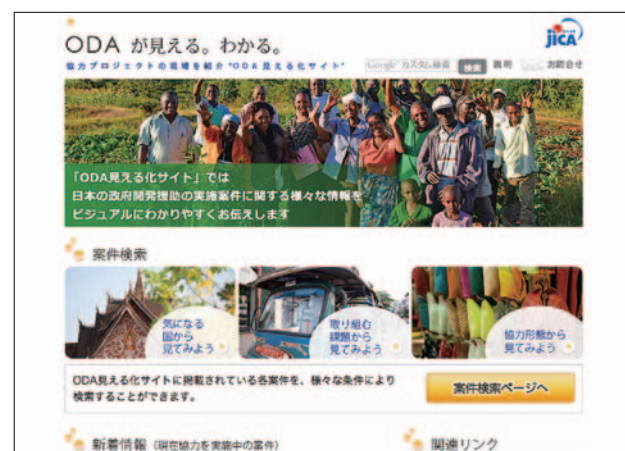 ODA が見える。わかる。
協力プロジェクトの現場を紹介 "ODA 見える化サイト"
JICA
Google カスタム検索 検索 説明 お問合せ
「ODA見える化サイト」では
日本の政府開発援助の実施案件に関する様々な情報を
ビジュアルにわかりやすくお伝えします
案件検索
気になる
国から
見てみよう
取り組む
課題から
見てみよう
協力形態から
見てみよう
ODA見える化サイトに掲載されている各案件を、様々な条件により
検索することができます。
案件検索ページへ
新着情報（現在協力を実施中の案件）
関連リンク